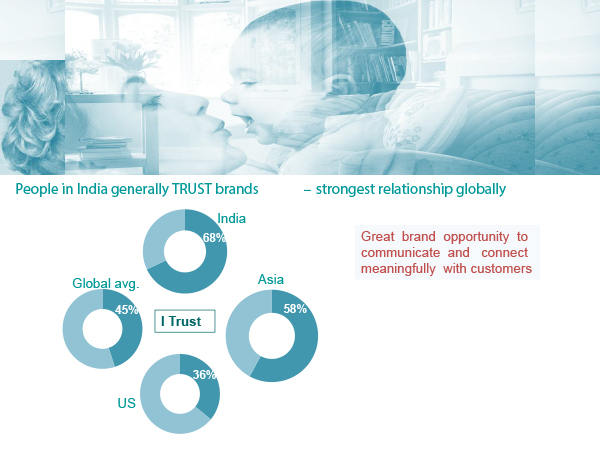 People in India generally TRUST brands – strongest relationship globally
India
68%
Great brand opportunity to
communicate and connect
meaningfully with customers
Global avg.
45%
Asia
58%
I Trust
36%
US